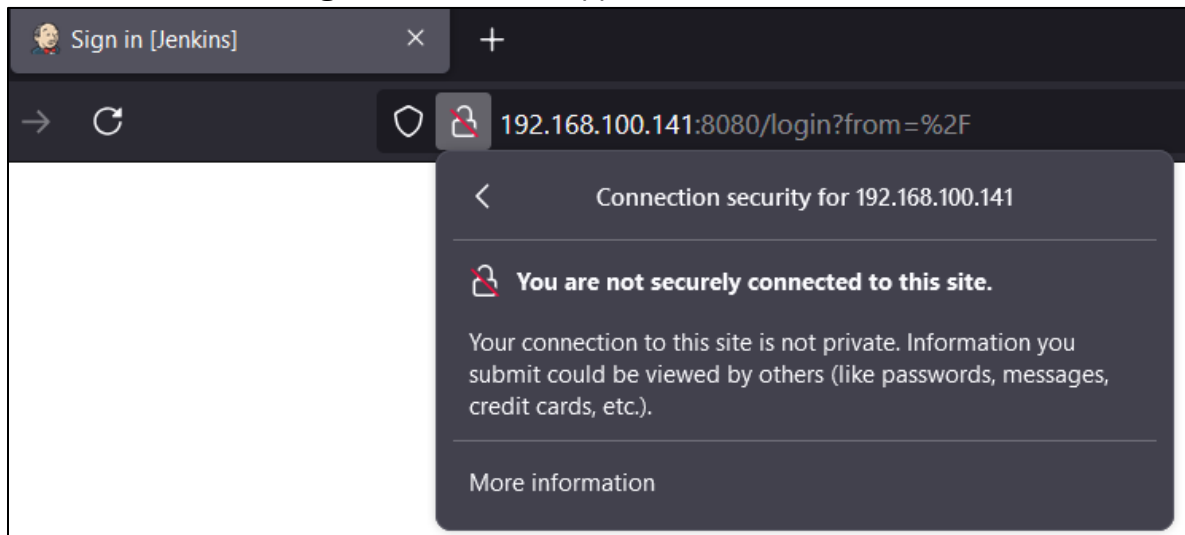 Sign in [Jenkins]
192.168.100.141:8080/login?from=%2F
Connection security for 192.168.100.141
You are not securely connected to this site.
Your connection to this site is not private. Information you
submit could be viewed by others (like passwords, messages,
credit cards, etc.).
More information